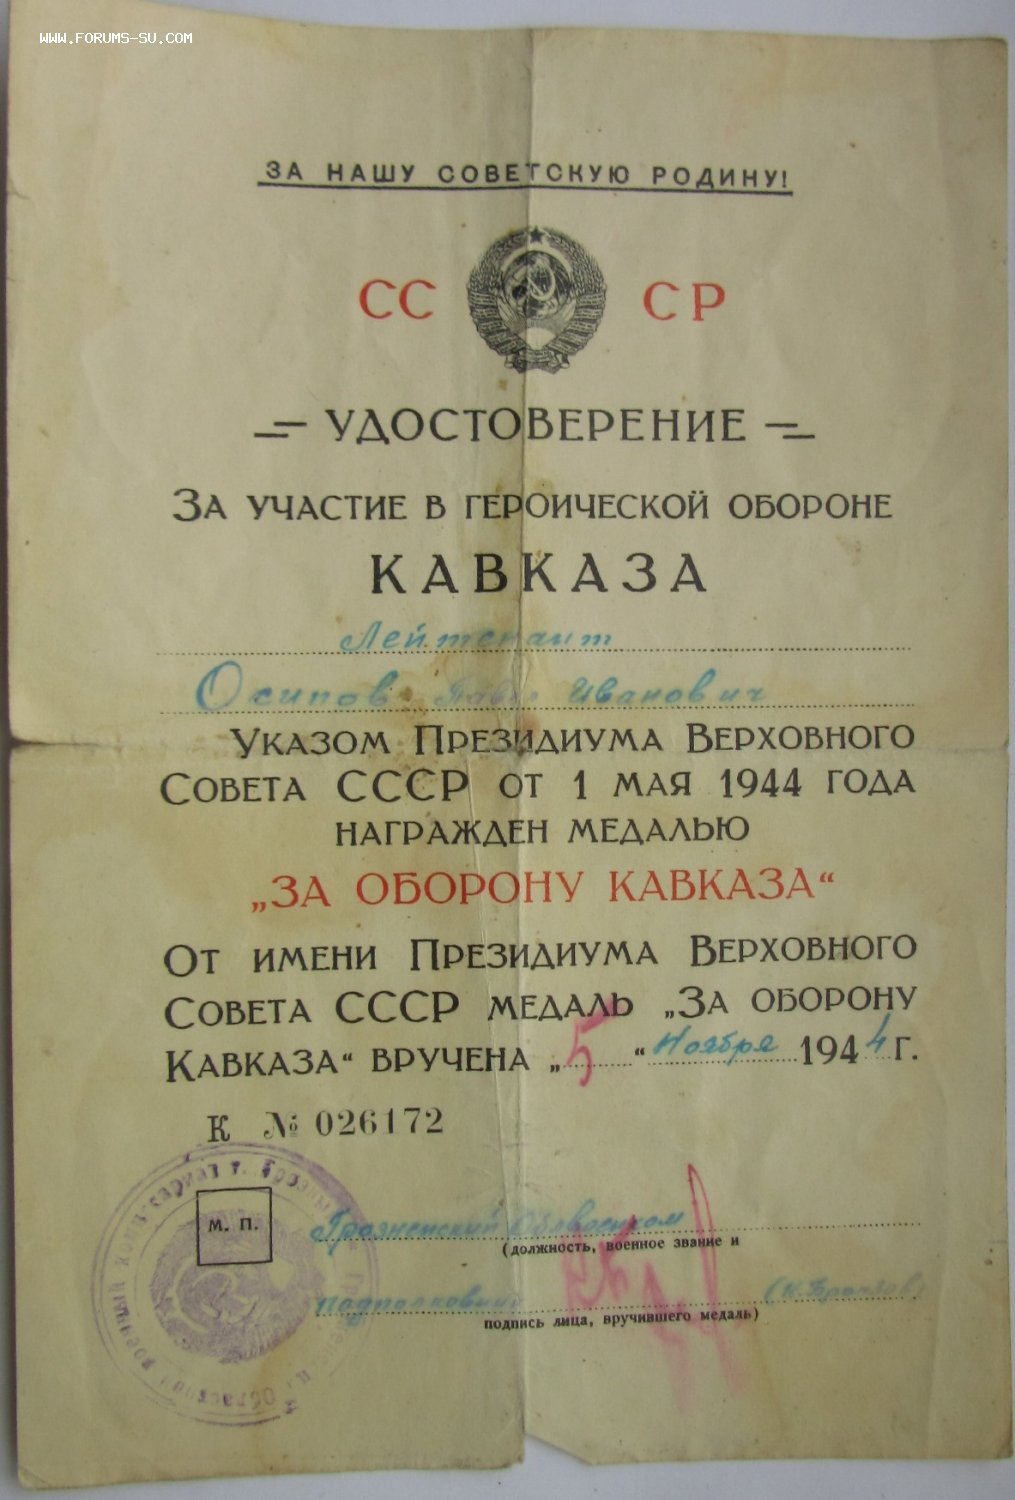 WWW.FORUMS-SU.COM
ЗА НАШУ СОВЕТСКУЮ РОДИНУ!
СС СР
УДОСТОВЕРЕНИЕ
ЗА УЧАСТИЕ В ГЕРОИЧЕСКОЙ ОБОРОНЕ
КАВКАЗА
Лейтенант
Осипов Павел Иванович
УКАЗОМ ПРЕЗИДИУМА ВЕРХОВНОГО
СОВЕТА СССР ОТ 1 МАЯ 1944 ГОДА
НАГРАЖДЕН МЕДАЛЬЮ
„ЗА ОБОРОНУ КАВКАЗА“
ОТ ИМЕНИ ПРЕЗИДИУМА ВЕРХОВНОГО
СОВЕТА СССР МЕДАЛЬ „ЗА ОБОРОНУ
КАВКАЗА“ ВРУЧЕНА „5“ Ноября 1944 Г.
К № 026172
М. П.
Грозненский Облвоенком
(должность, военное звание и
Подполковник
подпись лица, вручившего медаль)